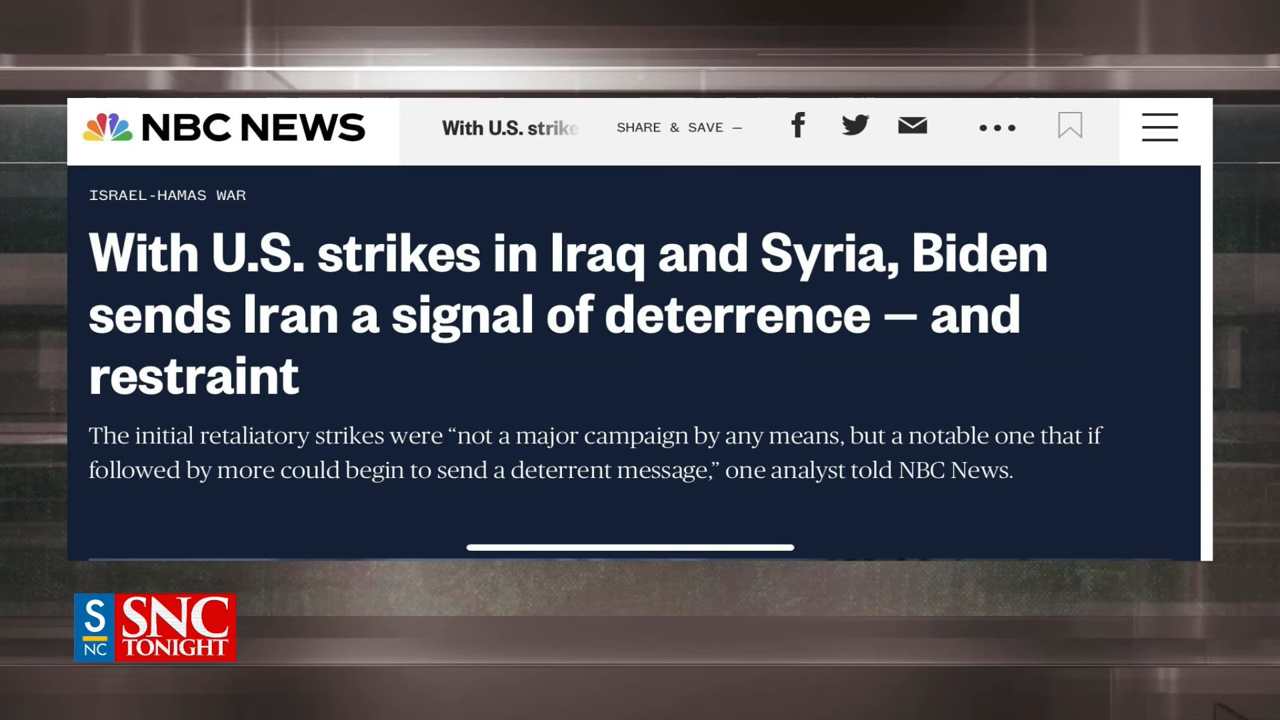 NBC NEWS
With U.S. strike
SHARE & SAVE —
ISRAEL-HAMAS WAR
With U.S. strikes in Iraq and Syria, Biden
sends Iran a signal of deterrence — and
restraint
The initial retaliatory strikes were “not a major campaign by any means, but a notable one that if
followed by more could begin to send a deterrent message,” one analyst told NBC News.
S
NC
SNC
TONIGHT